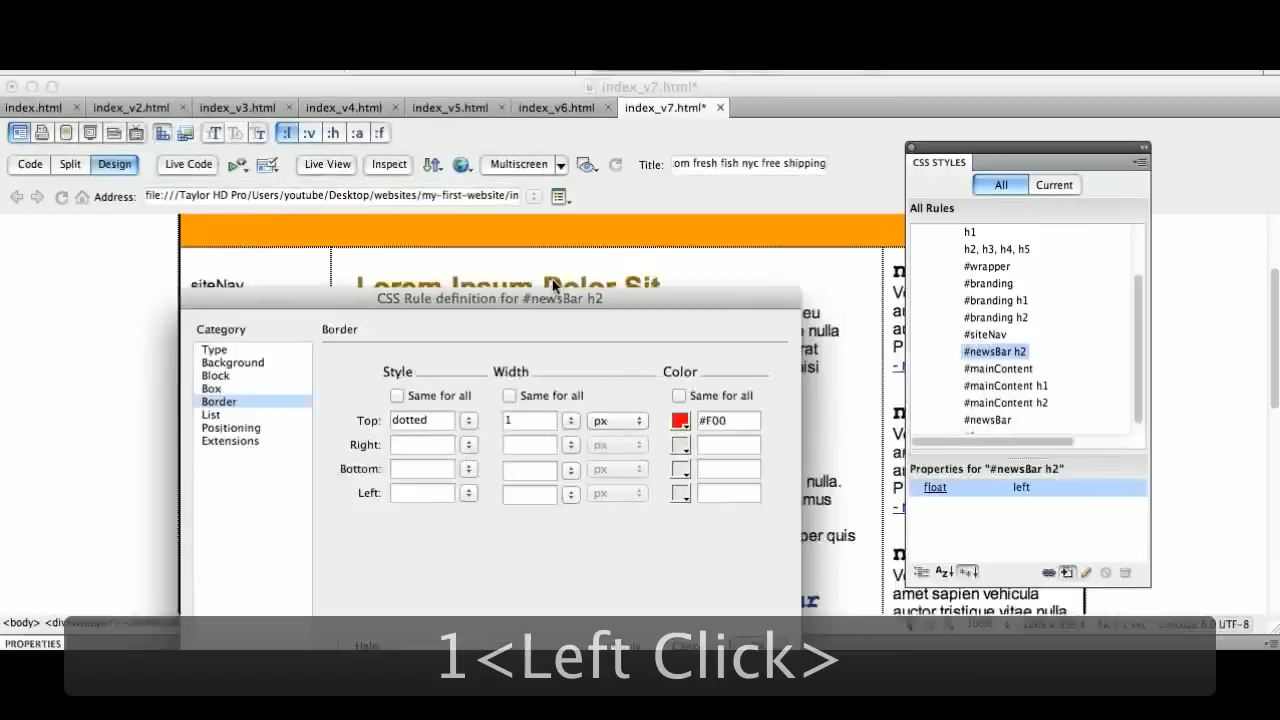 index_v7.html*
index.html index_v2.html index_v3.html index_v4.html index_v5.html index_v6.html index_v7.html*
:l :v :h :a :f
Code Split Design Live Code Live View Inspect Multiscreen Title: om fresh fish nyc free shipping
Address: file:///Taylor HD Pro/Users/youtube/Desktop/websites/my-first-website/in
siteNav
Lorem Ipsum Dolor Sit
CSS Rule definition for #newsBar h2
Category
Type
Background
Block
Box
Border
List
Positioning
Extensions
Border
Style Width Color
Same for all Same for all Same for all
Top: dotted 1 px #F00
Right: px
Bottom: px
Left: px
eu
nulla
rat
isi
nulla.
mus
per quis
ur
CSS STYLES
All Current
All Rules
h1
h2, h3, h4, h5
#wrapper
#branding
#branding h1
#branding h2
#siteNav
#newsBar h2
#mainContent
#mainContent h1
#mainContent h2
#newsBar
Properties for "#newsBar h2"
float left
amet sapien vehicula
auctor tristique vitae nulla
<body>
UTF-8
PROPERTIES
Help
1<Left Click>